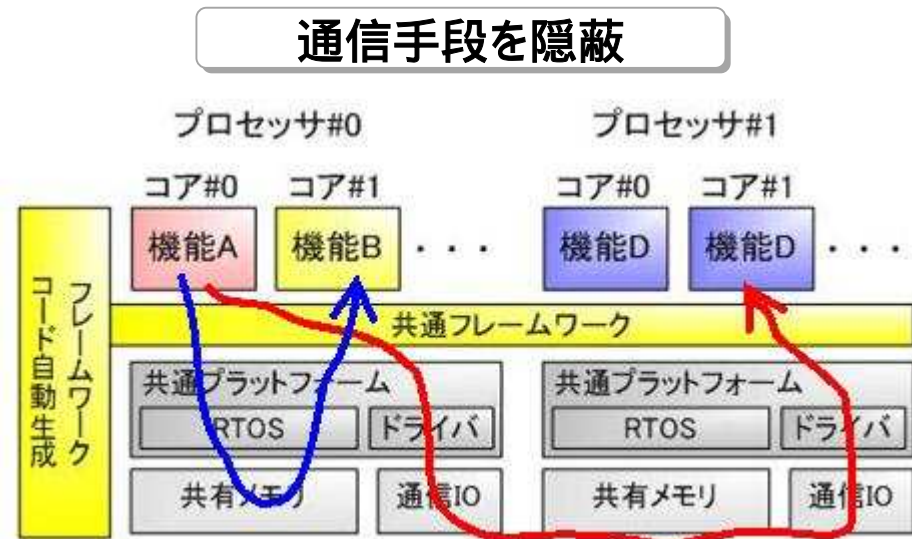 通信手段を隠蔽
プロセッサ#0
プロセッサ#1
コア#0
コア#1
コア#0
コア#1
機能A
機能B
・・・
機能D
機能D
・・・
フレームワーク
コード自動生成
共通フレームワーク
共通プラットフォーム
共通プラットフォーム
RTOS
ドライバ
RTOS
ドライバ
共有メモリ
通信IO
共有メモリ
通信IO